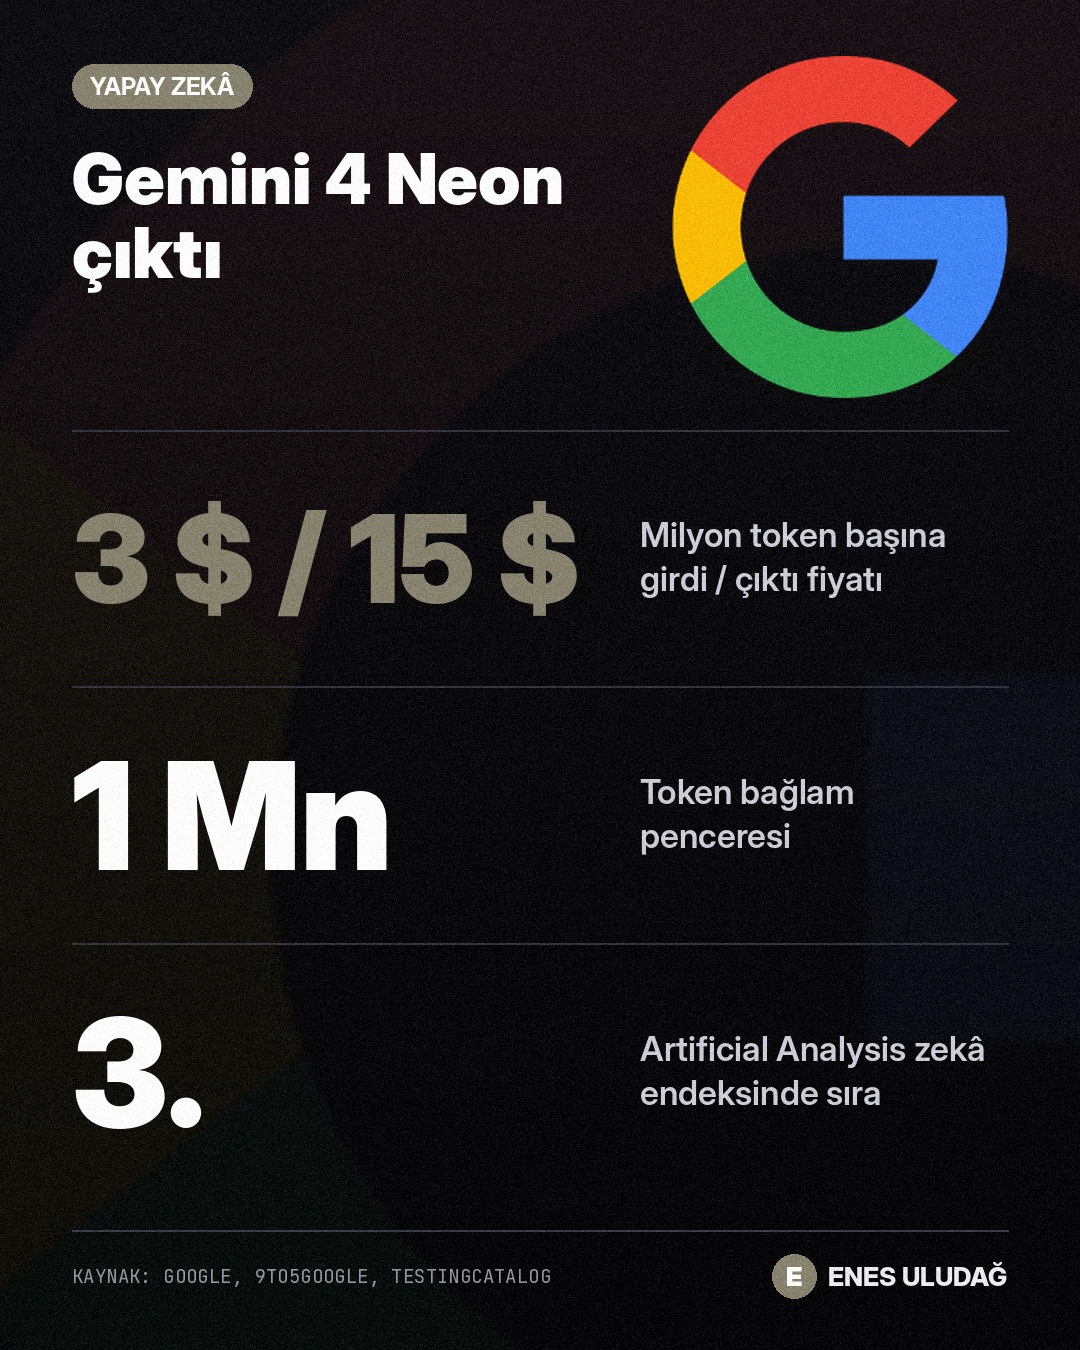 YAPAY ZEKÂ
Gemini 4 Neon
çıktı
3 $ / 15 $
Milyon token başına
girdi / çıktı fiyatı
1 Mn
Token bağlam
penceresi
3.
Artificial Analysis zekâ
endeksinde sıra
KAYNAK: GOOGLE, 9TO5GOOGLE, TESTINGCATALOG
E ENES ULUDAĞ